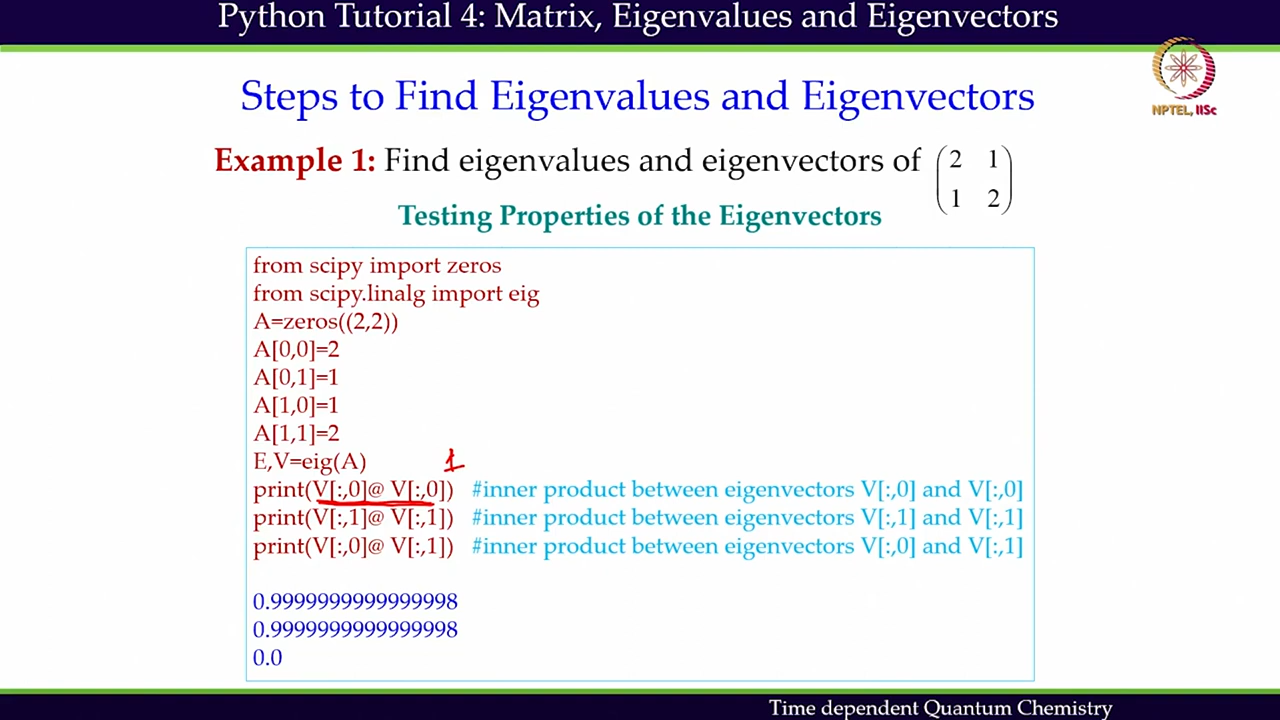 Python Tutorial 4: Matrix, Eigenvalues and Eigenvectors
NPTEL, IISc
Steps to Find Eigenvalues and Eigenvectors
Example 1: Find eigenvalues and eigenvectors of
2 1
1 2
Testing Properties of the Eigenvectors
from scipy import zeros
from scipy.linalg import eig
A=zeros((2,2))
A[0,0]=2
A[0,1]=1
A[1,0]=1
A[1,1]=2
E,V=eig(A)
1
print(V[:,0]@ V[:,0]) #inner product between eigenvectors V[:,0] and V[:,0]
print(V[:,1]@ V[:,1]) #inner product between eigenvectors V[:,1] and V[:,1]
print(V[:,0]@ V[:,1]) #inner product between eigenvectors V[:,0] and V[:,1]
0.9999999999999998
0.9999999999999998
0.0
Time dependent Quantum Chemistry